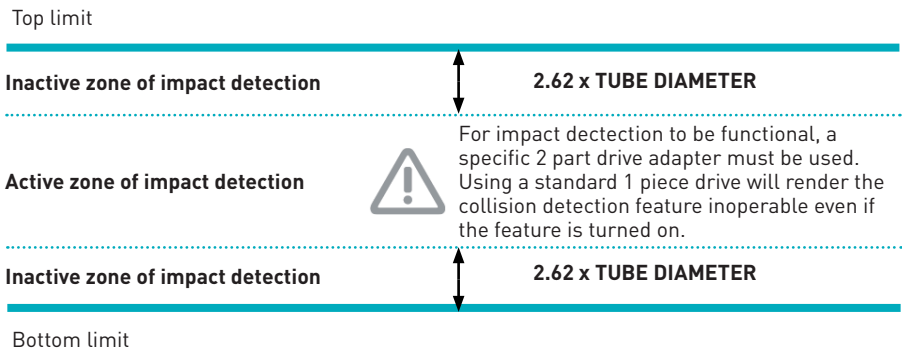 Top limit
Inactive zone of impact detection
2.62 x TUBE DIAMETER
For impact dectection to be functional, a
specific 2 part drive adapter must be used.
Active zone of impact detection
Using a standard 1 piece drive will render the
collision detection feature inoperable even if
the feature is turned on.
Inactive zone of impact detection
2.62 x TUBE DIAMETER
Bottom limit